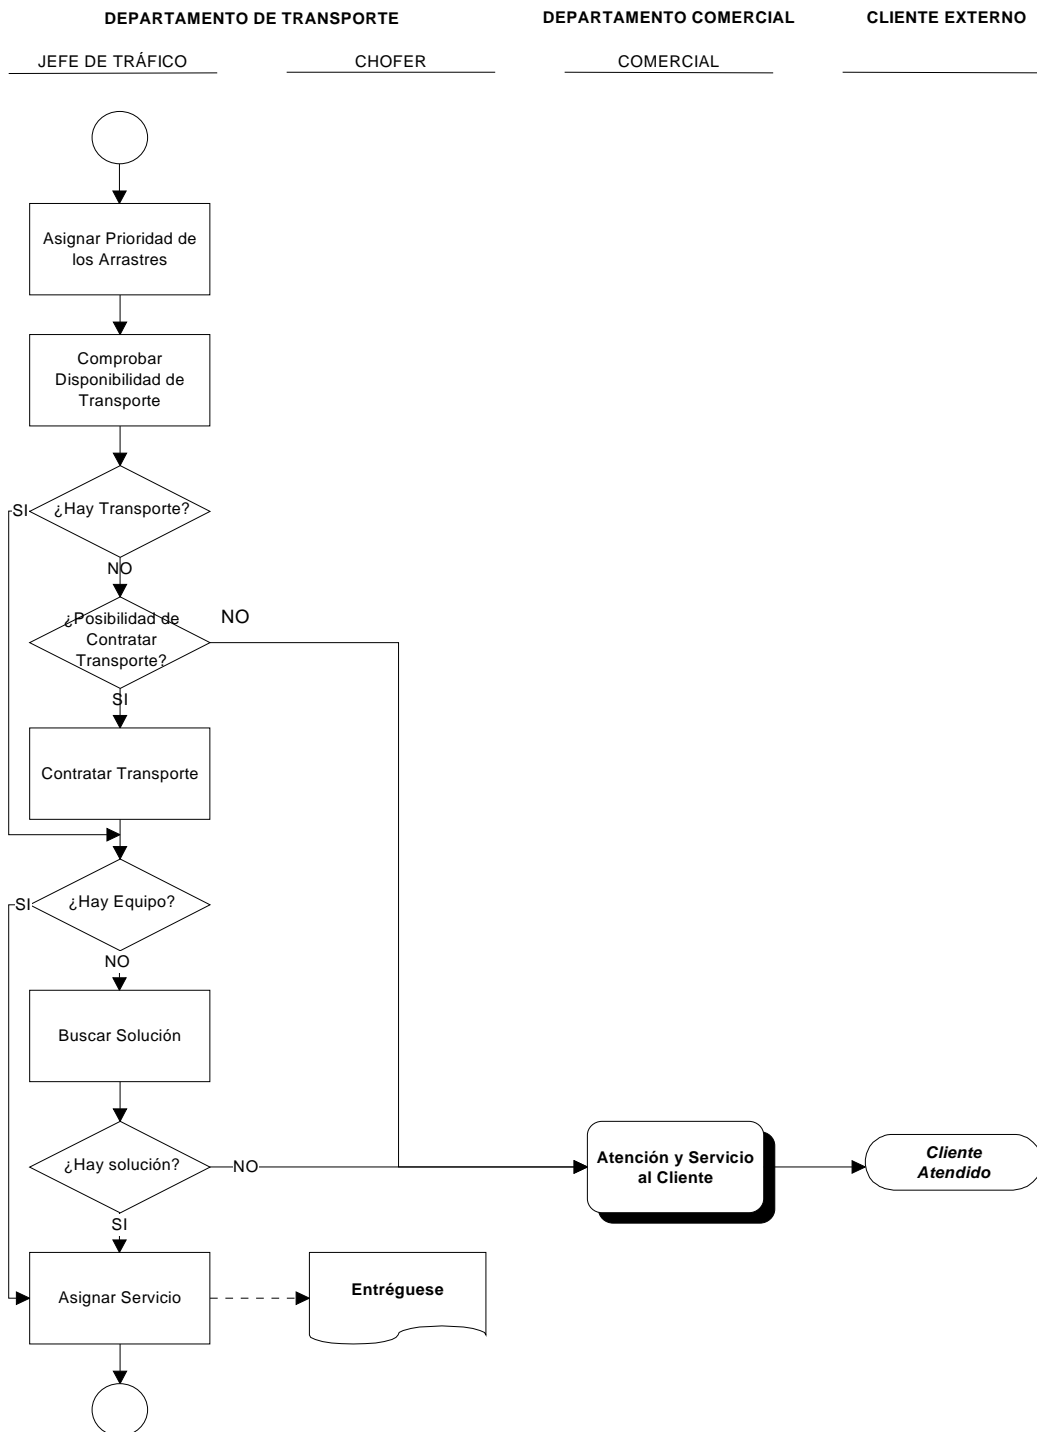 DEPARTAMENTO DE TRANSPORTE
DEPARTAMENTO COMERCIAL
CLIENTE EXTERNO
JEFE DE TRÁFICO
CHOFER
COMERCIAL
Asignar Prioridad de
los Arrastres
Comprobar
Disponibilidad de
Transporte
SI
¿Hay Transporte?
NO
¿Posibilidad de
Contratar
Transporte?
NO
SI
Contratar Transporte
SI
¿Hay Equipo?
NO
Buscar Solución
¿Hay solución?
NO
Atención y Servicio
al Cliente
Cliente
Atendido
SI
Asignar Servicio
Entréguese